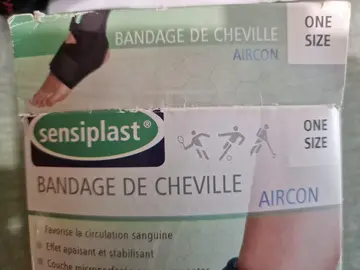 BANDAGE DE CHEVILLE
AIRCON
ONE
SIZE
sensiplast®
ONE
SIZE
BANDAGE DE CHEVILLE AIRCON
Favorise la circulation sanguine
Effet apaisant et stabilisant
Couche